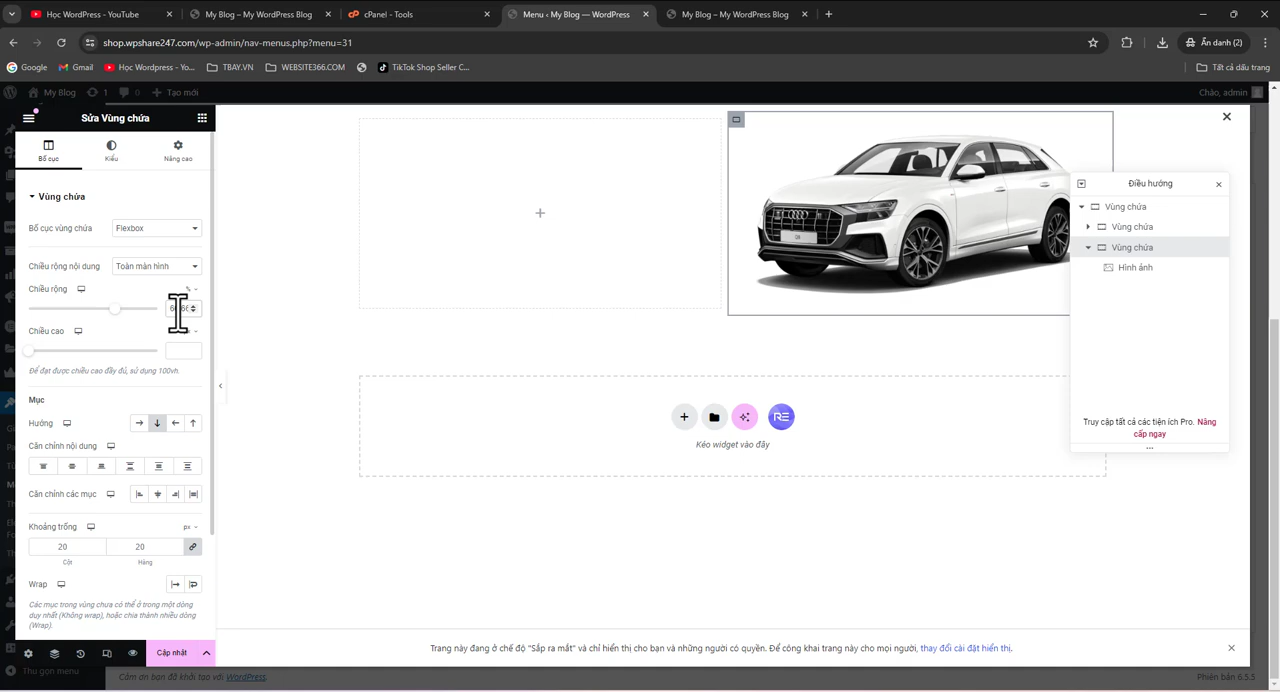 Học WordPress - YouTube
My Blog – My WordPress Blog
cPanel - Tools
Menu ‹ My Blog — WordPress
My Blog – My WordPress Blog
shop.wpshare247.com/wp-admin/nav-menus.php?menu=31
Ẩn danh (2)
Google
Gmail
Học Wordpress - Yo...
TBAY.VN
WEBSITE366.COM
TikTok Shop Seller C...
Tất cả dấu trang
My Blog
1
0
Tạo mới
Chào, admin
Sửa Vùng chứa
Bố cục
Kiểu
Nâng cao
Vùng chứa
Bố cục vùng chứa
Flexbox
Chiều rộng nội dung
Toàn màn hình
Chiều rộng
%
Chiều cao
Để đạt được chiều cao đầy đủ, sử dụng 100vh.
Mục
Hướng
Căn chỉnh nội dung
Căn chỉnh các mục
Khoảng trống
px
20
20
Cột
Hàng
Wrap
Các mục trong vùng chứa có thể ở trong một dòng
duy nhất (Không wrap), hoặc chia thành nhiều dòng
(Wrap).
Cập nhật
Kéo widget vào đây
Điều hướng
Vùng chứa
Vùng chứa
Vùng chứa
Hình ảnh
Truy cập tất cả các tiện ích Pro. Nâng
cấp ngay
Trang này đang ở chế độ "Sắp ra mắt" và chỉ hiển thị cho bạn và những người có quyền. Để công khai trang này cho mọi người, thay đổi cài đặt hiển thị.
Thu gọn menu
Cảm ơn bạn đã khởi tạo với WordPress.
Phiên bản 6.5.5